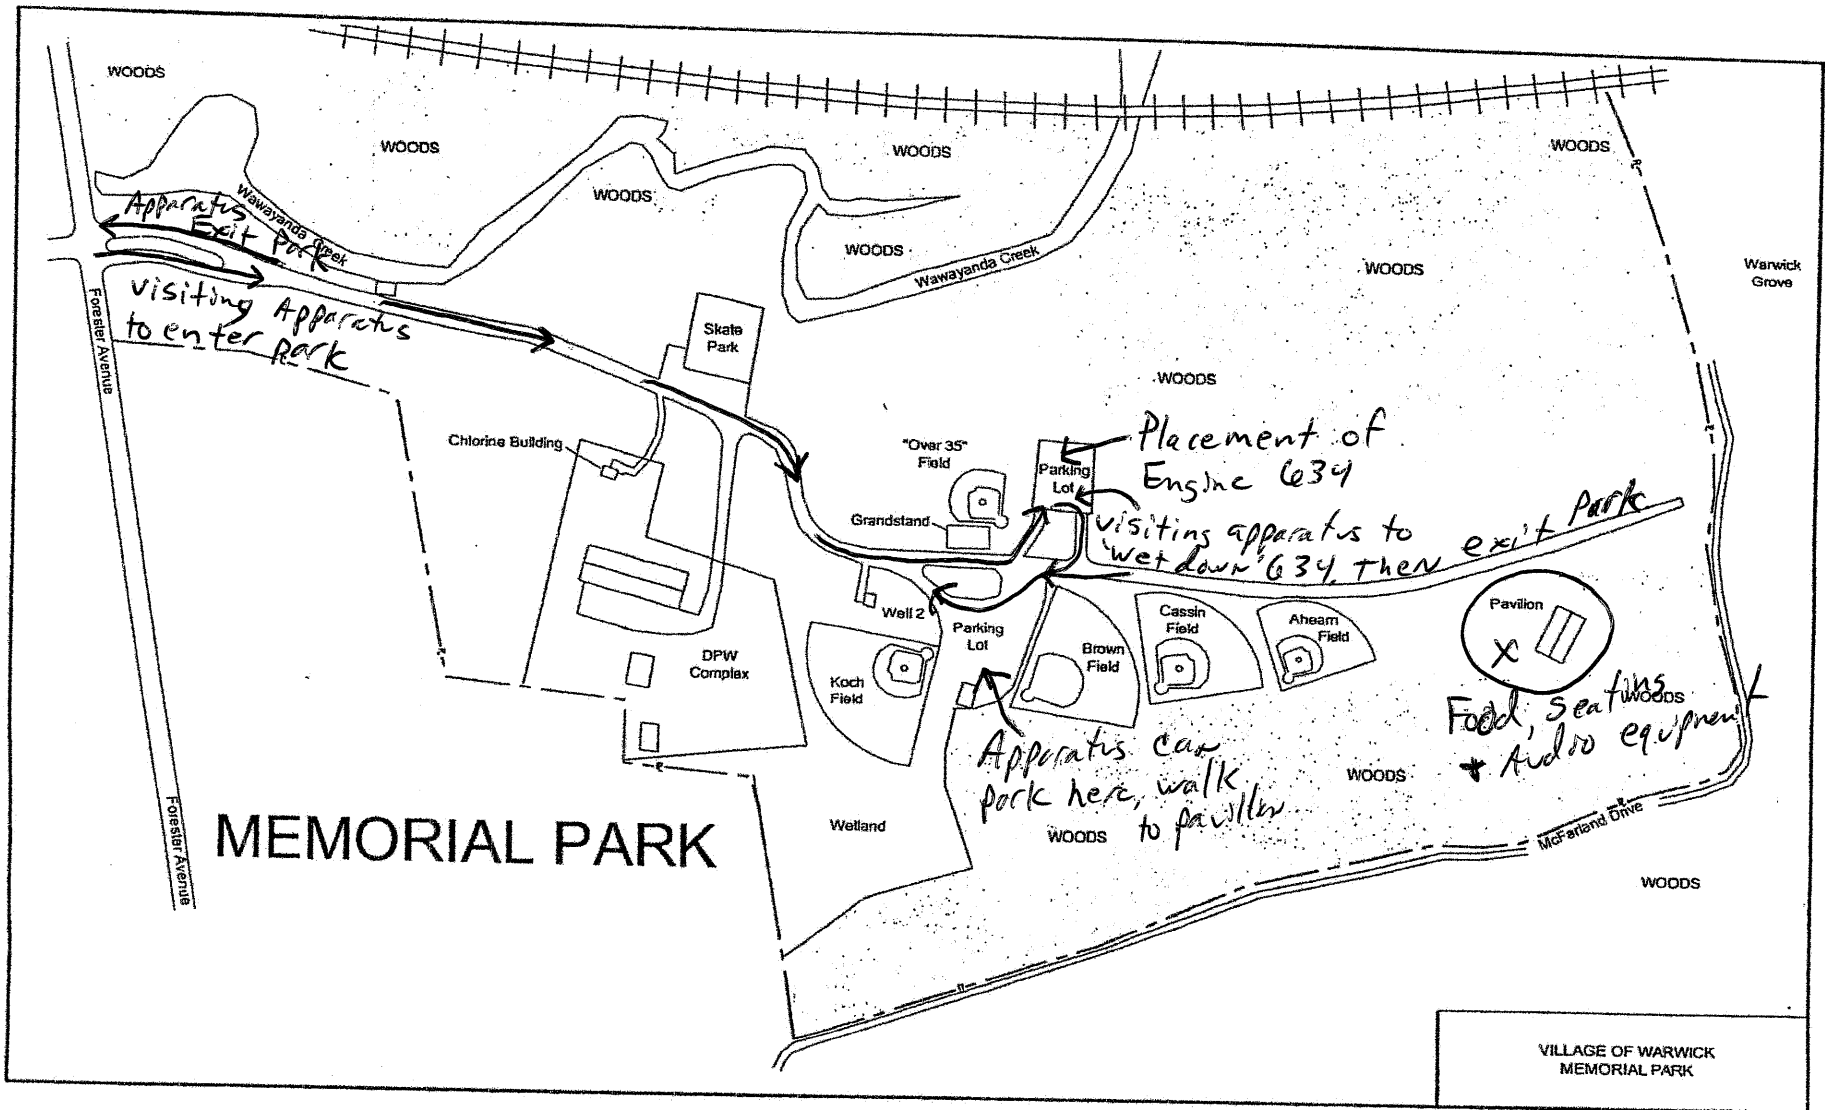 WOODS
WOODS
WOODS
WOODS
WOODS
WOODS
WOODS
WOODS
Wawayanda Creek
Wawayanda Creek
Warwick
Grove
Apparatus
Exit Park
visiting Apparatus
to enter Park
Forester Avenue
Skate
Park
Chlorine Building
"Over 35"
Field
Grandstand
Parking
Lot
Placement of
Engine 634
visiting apparatus to
"wet down" 634, then exit Park
Well 2
Parking
Lot
Koch
Field
Brown
Field
Cassin
Field
Ahearn
Field
Pavilion
X
DPW
Complex
Food, seating
WOODS
+ Audio equipment
Apparatus can
park here, walk
to pavillion
WOODS
WOODS
Wetland
McFarland Drive
WOODS
Forester Avenue
MEMORIAL PARK
VILLAGE OF WARWICK
MEMORIAL PARK